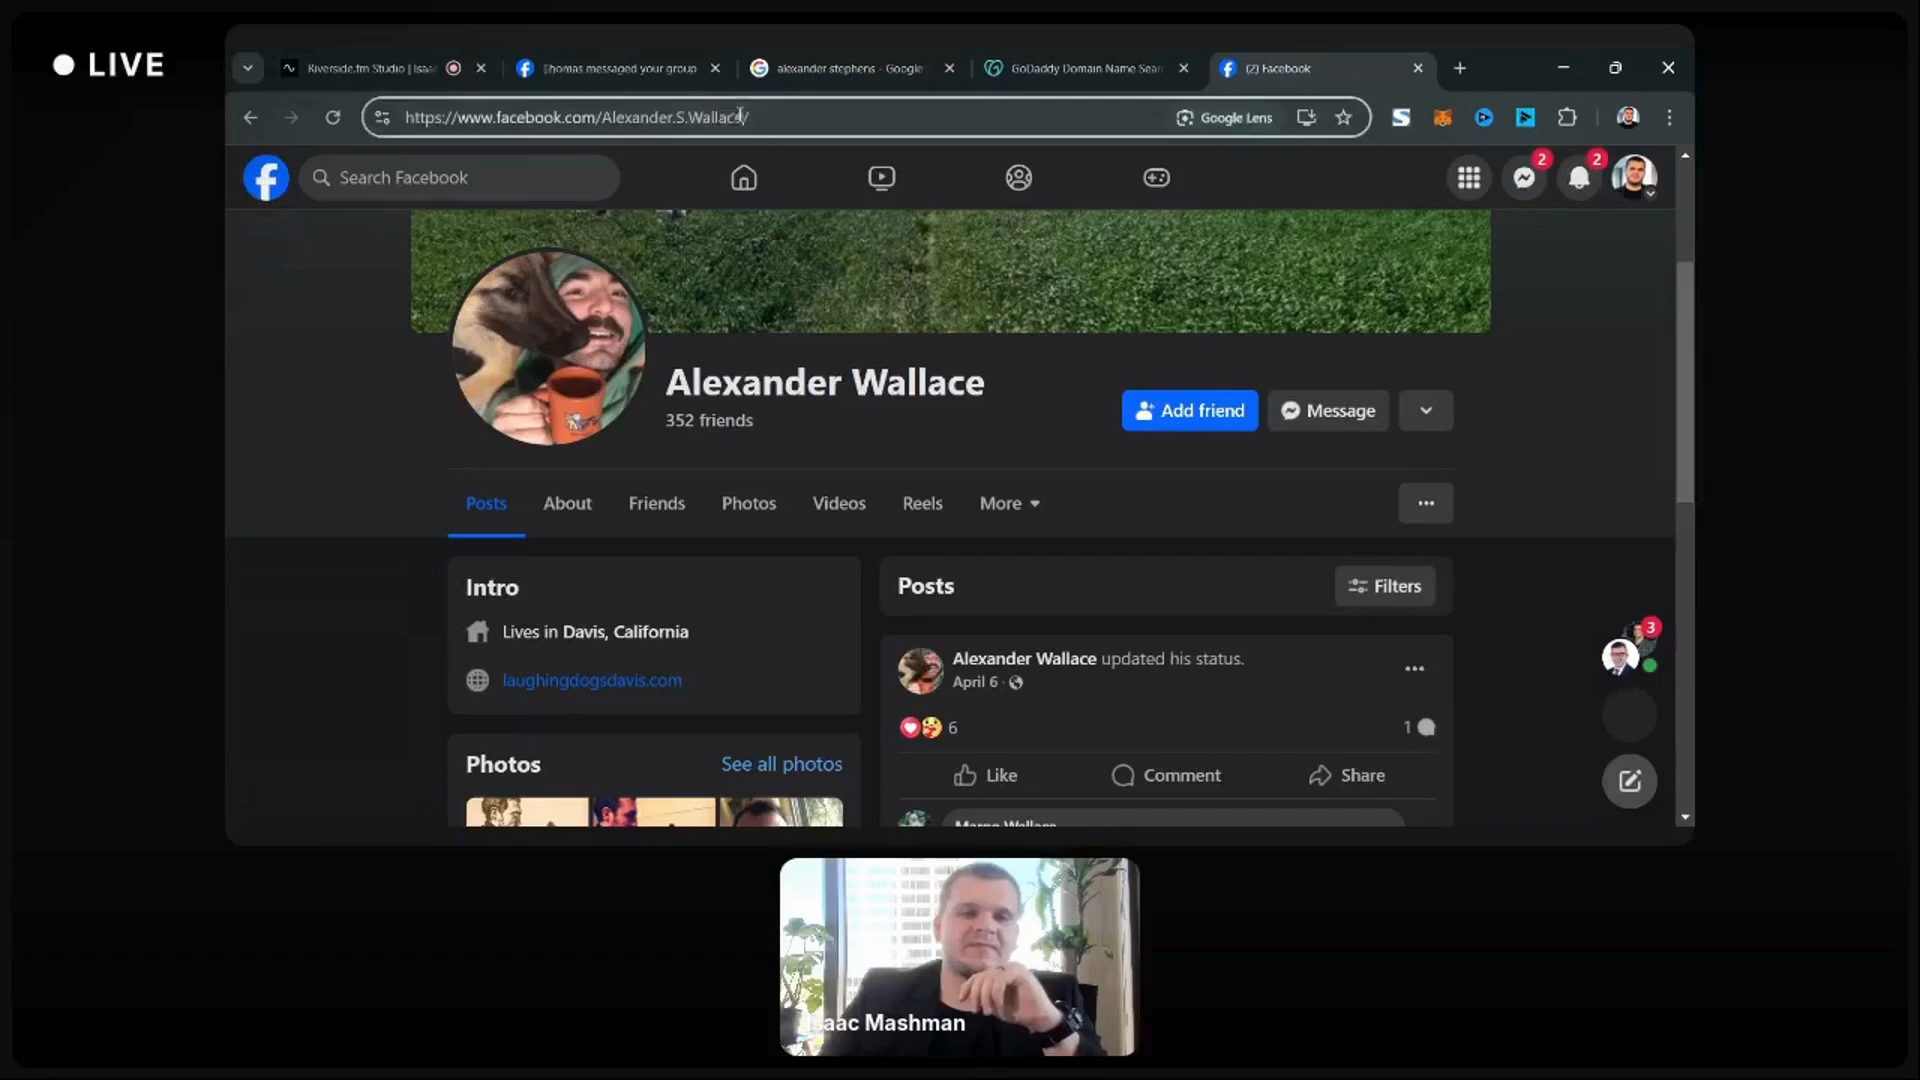 LIVE
Riverside.fm Studio | Isaac
Thomas messaged your group
alexander stephens - Google
GoDaddy Domain Name Sear
(2) Facebook
https://www.facebook.com/Alexander.S.Wallace/
Google Lens
Search Facebook
2
2
Alexander Wallace
352 friends
Add friend
Message
Posts
About
Friends
Photos
Videos
Reels
More
Intro
Lives in Davis, California
laughingdogsdavis.com
Photos
See all photos
Posts
Filters
Alexander Wallace updated his status.
April 6
6
1
Like
Comment
Share
Margo Wallace
3
Isaac Mashman